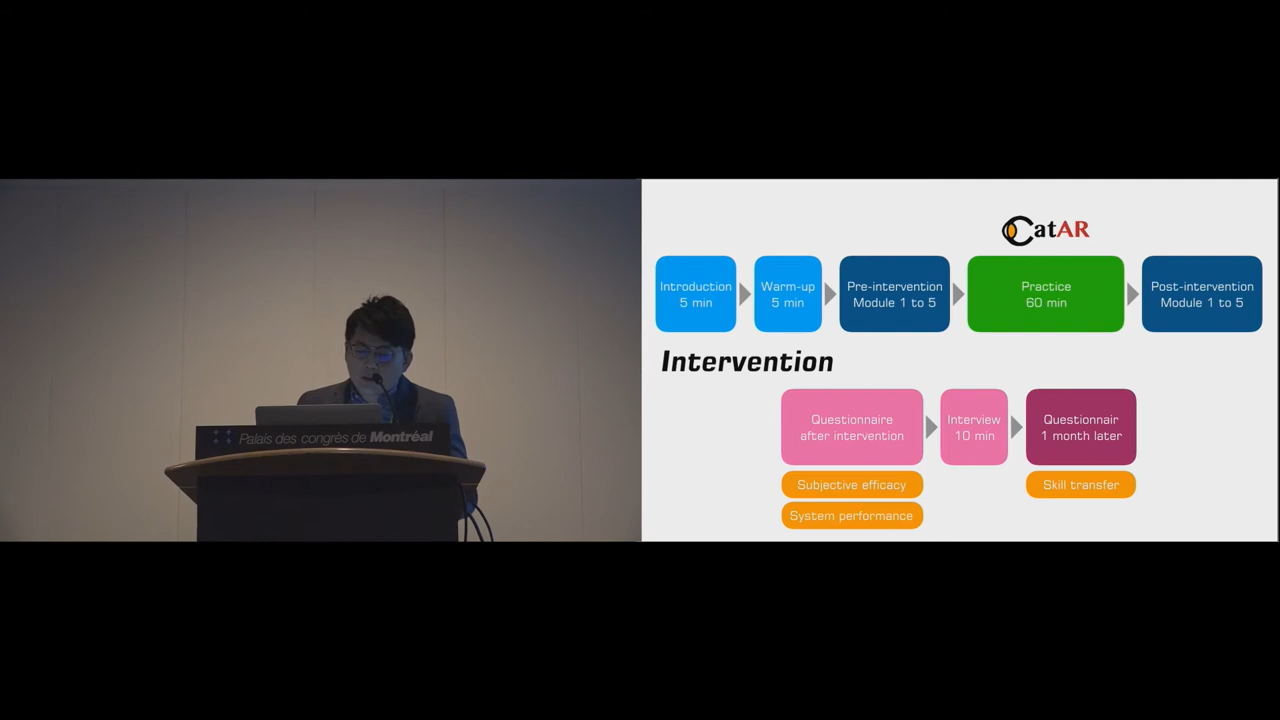 Palais des congrès de Montréal
CatAR
Introduction
5 min
Warm-up
5 min
Pre-intervention
Module 1 to 5
Practice
60 min
Post-intervention
Module 1 to 5
Intervention
Questionnaire
after intervention
Interview
10 min
Questionnair
1 month later
Subjective efficacy
System performance
Skill transfer